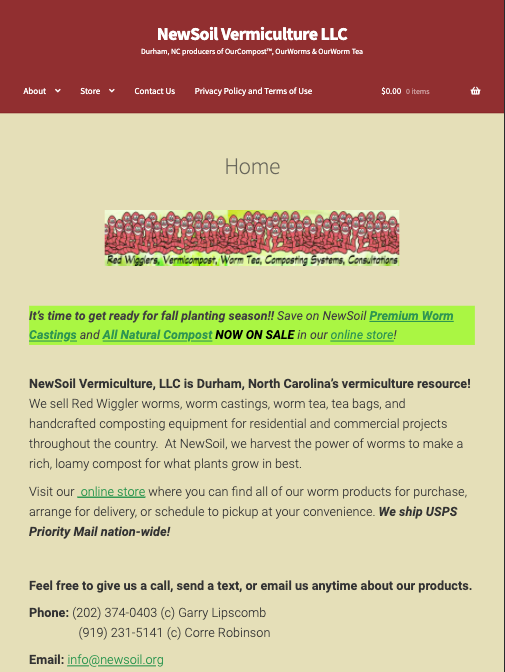 NewSoil Vermiculture LLC
Durham, NC producers of OurCompost™, OurWorms & OurWorm Tea
About Store Contact Us Privacy Policy and Terms of Use $0.00 0 items
Home
Red Wigglers, Vermicompost, Worm Tea, Composting Systems, Consultations
It's time to get ready for fall planting season!! Save on NewSoil Premium Worm
Castings and All Natural Compost NOW ON SALE in our online store!
NewSoil Vermiculture, LLC is Durham, North Carolina's vermiculture resource!
We sell Red Wiggler worms, worm castings, worm tea, tea bags, and
handcrafted composting equipment for residential and commercial projects
throughout the country. At NewSoil, we harvest the power of worms to make a
rich, loamy compost for what plants grow in best.
Visit our online store where you can find all of our worm products for purchase,
arrange for delivery, or schedule to pickup at your convenience. We ship USPS
Priority Mail nation-wide!
Feel free to give us a call, send a text, or email us anytime about our products.
Phone: (202) 374-0403 (c) Garry Lipscomb
(919) 231-5141 (c) Corre Robinson
Email: info@newsoil.org